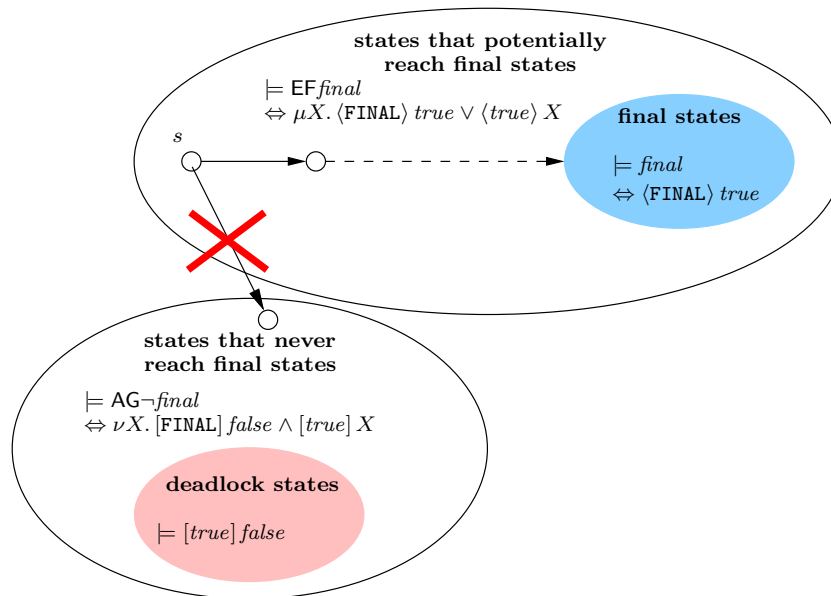 states that potentially
reach final states
⊨ EF final
⇔ μX. ⟨FINAL⟩ true ∨ ⟨true⟩ X
final states
s
⊨ final
⇔ ⟨FINAL⟩ true
states that never
reach final states
⊨ AG¬final
⇔ νX. [FINAL] false ∧ [true] X
deadlock states
⊨ [true] false